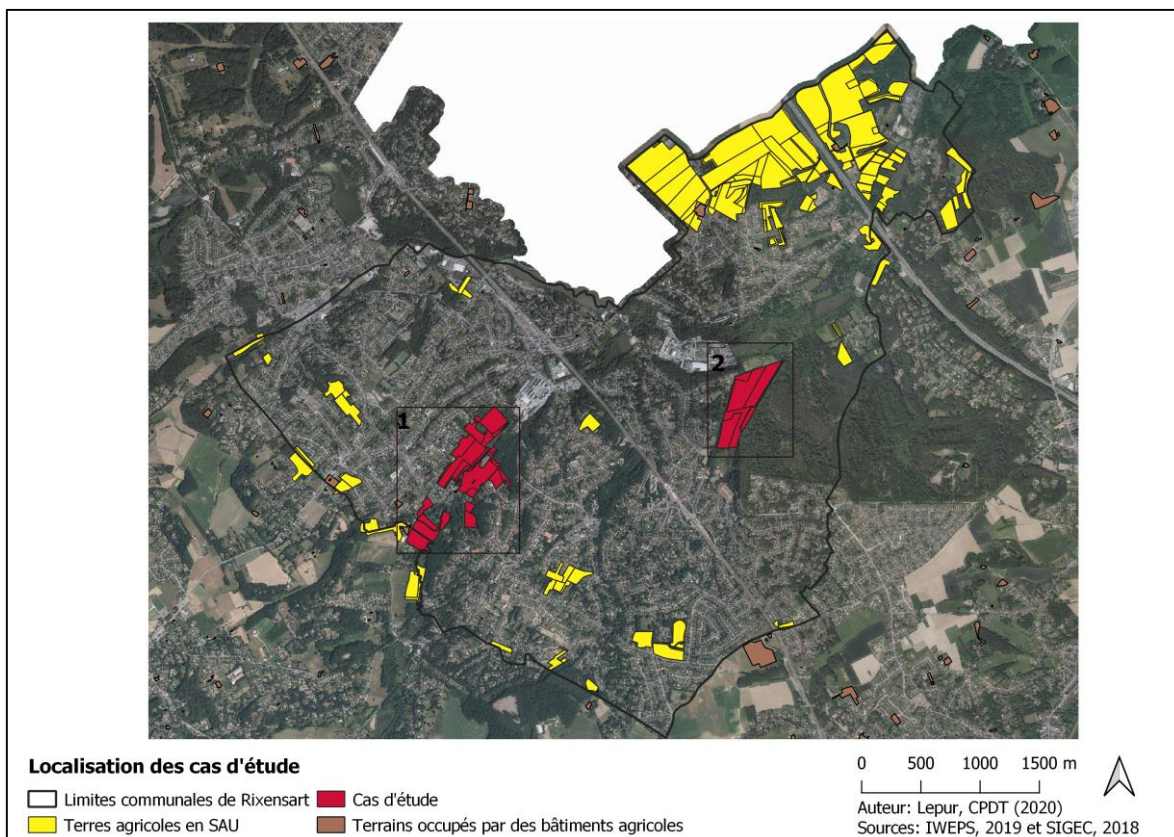 1
2
Localisation des cas d'étude
Limites communales de Rixensart
Cas d'étude
Terres agricoles en SAU
Terrains occupés par des bâtiments agricoles
0 500 1000 1500 m
Auteur: Lepur, CPDT (2020)
Sources: IWEPS, 2019 et SIGEC, 2018